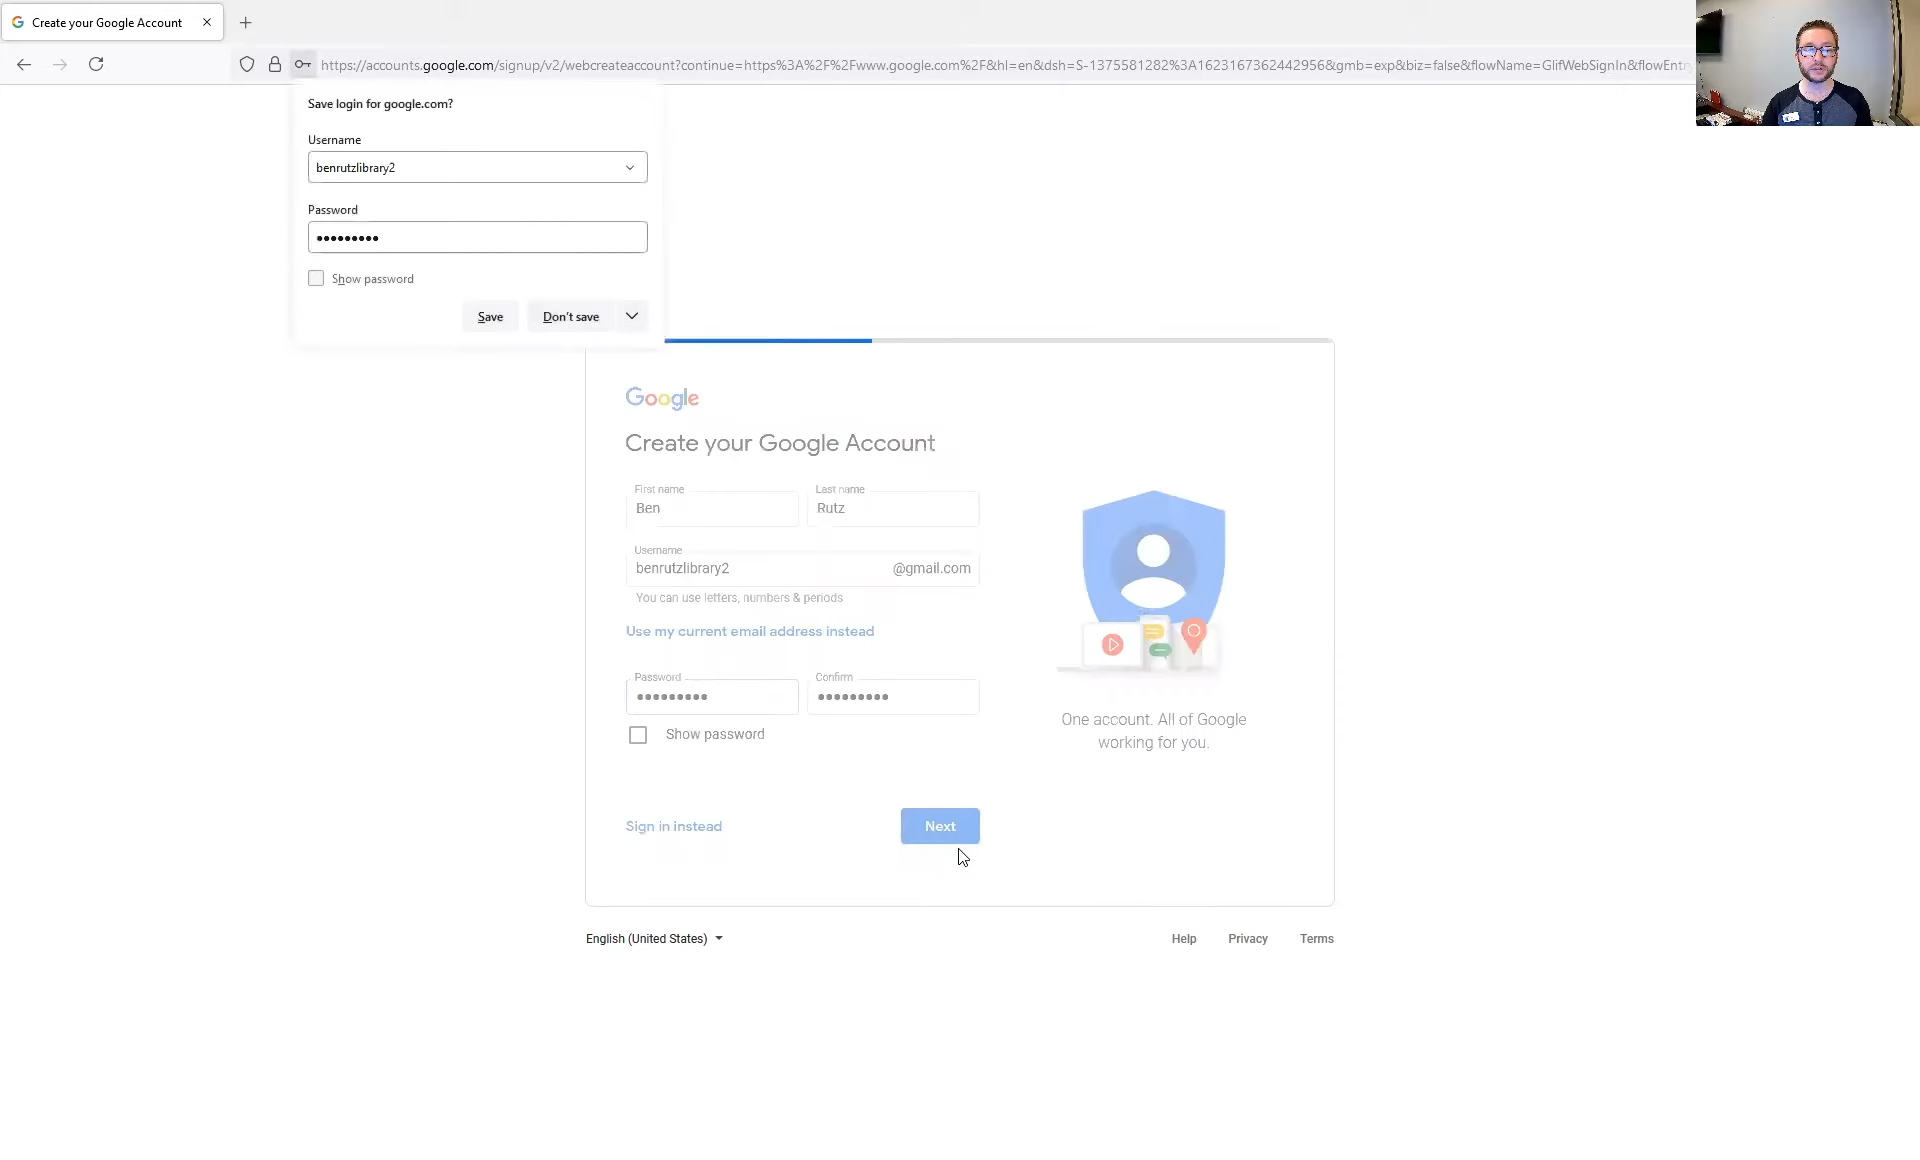 Create your Google Account
https://accounts.google.com/signup/v2/webcreateaccount?continue=https%3A%2F%2Fwww.google.com%2F&hl=en&dsh=S-1375581282%3A1623167362442956&gmb=exp&biz=false&flowName=GlifWebSignIn&flowEntry
Save login for google.com?
Username
benrutzlibrary2
Password
•••••••••
Show password
Save
Don't save
Google
Create your Google Account
First name
Last name
Ben
Rutz
Username
benrutzlibrary2
@gmail.com
You can use letters, numbers & periods
Use my current email address instead
Password
Confirm
•••••••••
•••••••••
Show password
One account. All of Google
working for you.
Sign in instead
Next
English (United States)
Help
Privacy
Terms